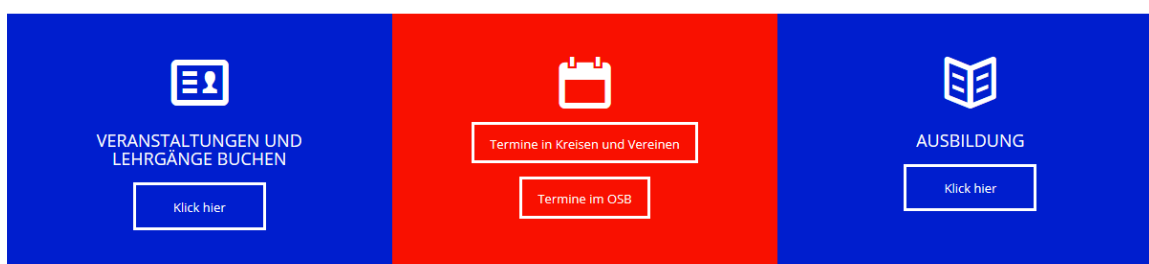 VERANSTALTUNGEN UND
LEHRGÄNGE BUCHEN
Klick hier
Termine in Kreisen und Vereinen
Termine im OSB
AUSBILDUNG
Klick hier